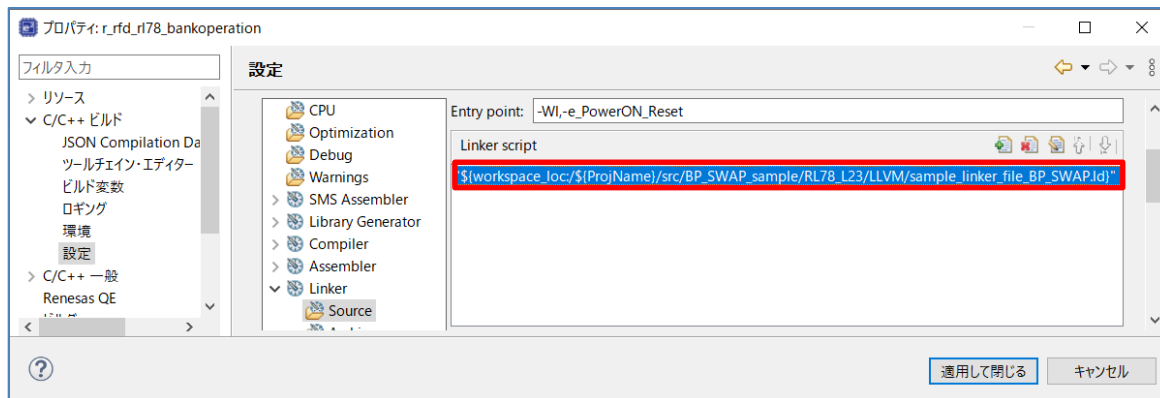 プロパティ: r_rfd_rl78_bankoperation
フィルタ入力
設定
リソース
C/C++ ビルド
JSON Compilation Da
ツールチェイン・エディター
ビルド変数
ロギング
環境
設定
C/C++ 一般
Renesas QE
CPU
Optimization
Debug
Warnings
SMS Assembler
Library Generator
Compiler
Assembler
Linker
Source
Entry point: -Wl,-e_PowerON_Reset
Linker script
"${workspace_loc:/${ProjName}/src/BP_SWAP_sample/RL78_L23/LLVM/sample_linker_file_BP_SWAP.ld}"
適用して閉じる
キャンセル